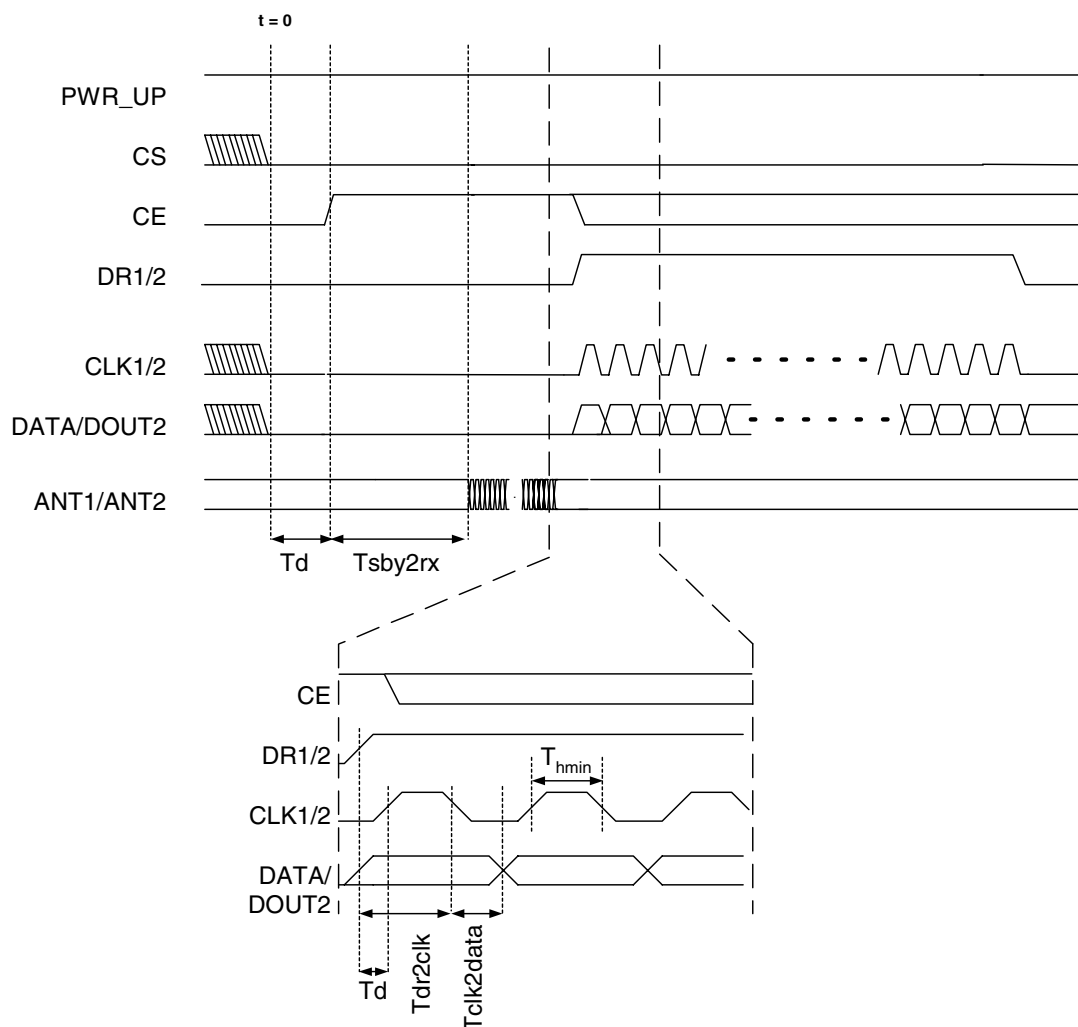 t = 0
PWR_UP
CS
CE
DR1/2
CLK1/2
DATA/DOUT2
ANT1/ANT2
Td
Tsby2rx
CE
DR1/2
Thmin
CLK1/2
DATA/
DOUT2
Td
Tdr2clk
Tclk2data